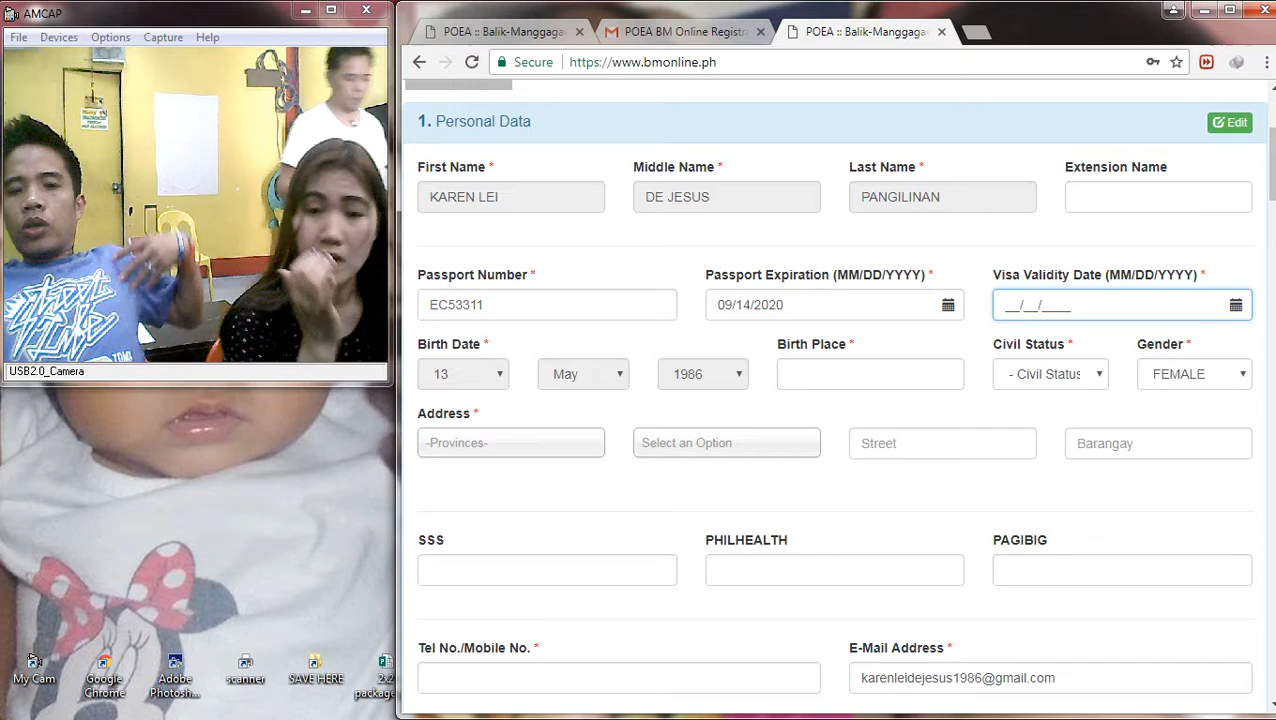 AMCAP
File Devices Options Capture Help
USB2.0_Camera
My Cam
Google Chrome
Adobe Photosh...
scanner
SAVE HERE
2x2 package
POEA :: Balik-Manggaga
POEA BM Online Registra
POEA :: Balik-Manggaga
Secure https://www.bmonline.ph
1. Personal Data
Edit
First Name * Middle Name * Last Name * Extension Name
KAREN LEI DE JESUS PANGILINAN
Passport Number * Passport Expiration (MM/DD/YYYY) * Visa Validity Date (MM/DD/YYYY) *
EC53311 09/14/2020 __/__/____
Birth Date * Birth Place * Civil Status * Gender *
13 May 1986 - Civil Status FEMALE
Address *
-Provinces- Select an Option Street Barangay
SSS PHILHEALTH PAGIBIG
Tel No./Mobile No. * E-Mail Address *
karenleidejesus1986@gmail.com